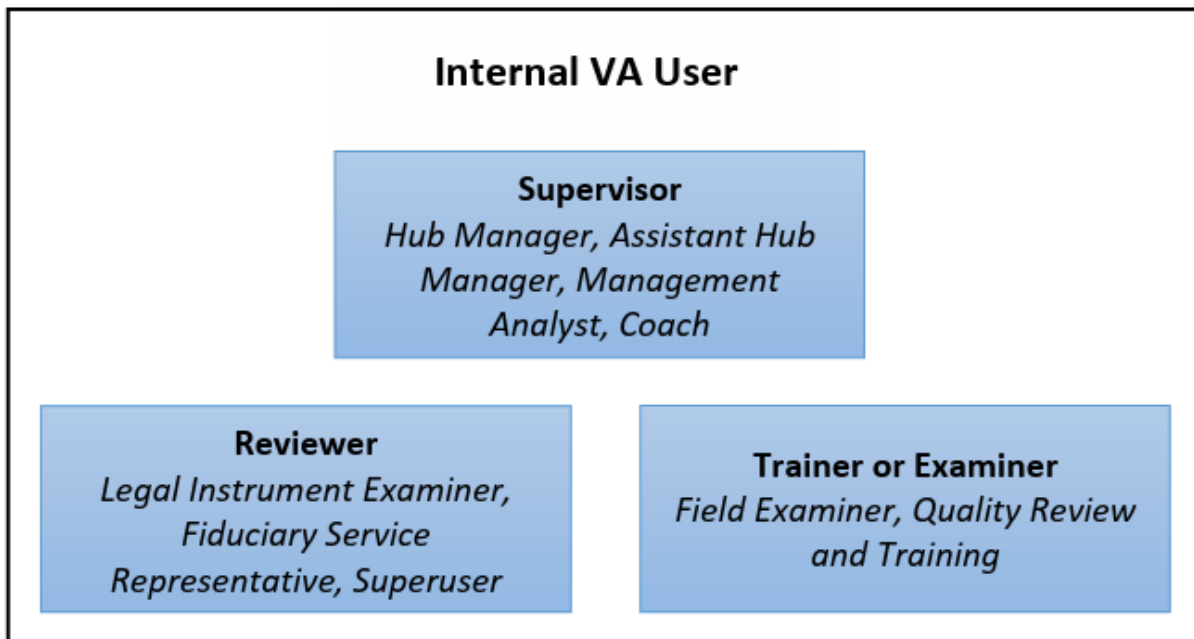 Internal VA User
Supervisor
Hub Manager, Assistant Hub
Manager, Management
Analyst, Coach
Reviewer
Legal Instrument Examiner,
Fiduciary Service
Representative, Superuser
Trainer or Examiner
Field Examiner, Quality Review
and Training